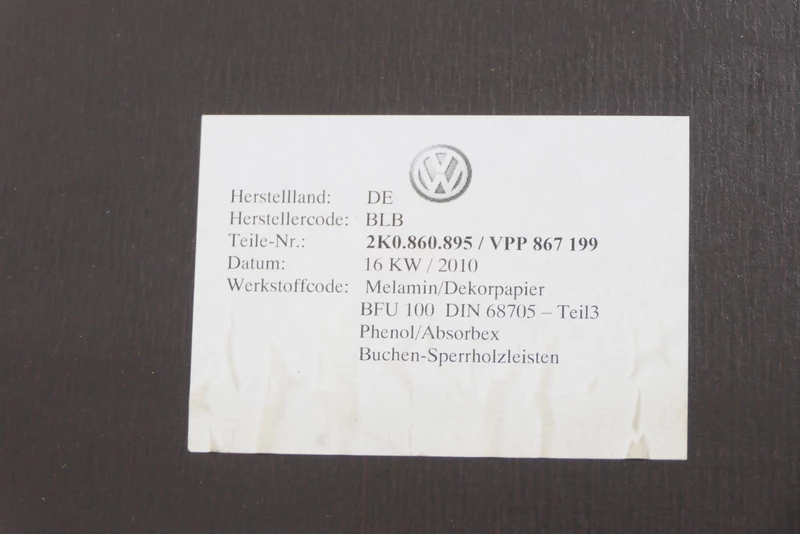 VW
Herstellland: DE
Herstellercode: BLB
Teile-Nr.: 2K0.860.895 / VPP 867 199
Datum: 16 KW / 2010
Werkstoffcode: Melamin/Dekorpapier
BFU 100 DIN 68705 – Teil3
Phenol/Absorbex
Buchen-Sperrholzleisten